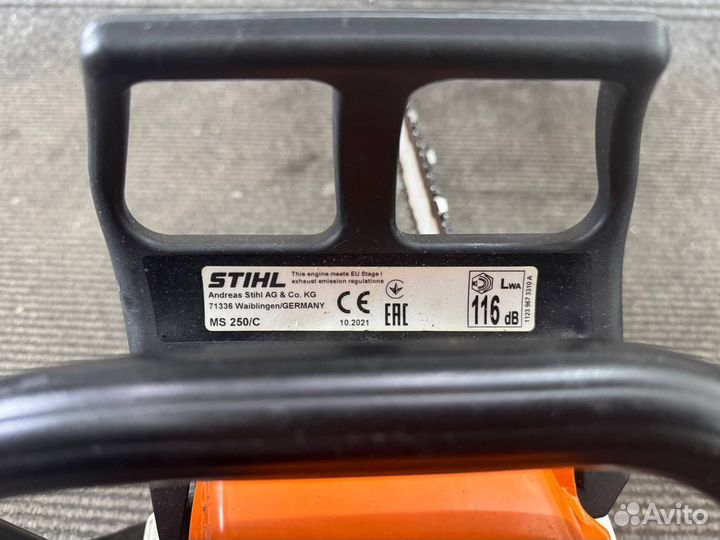 STIHL
This engine meets EU Stage I
exhaust emission regulations
Andreas Stihl AG & Co. KG
71336 Waiblingen/GERMANY
MS 250/C
CE
10.2021
EAC
LWA
116 dB
1123 967 3310 A
Avito